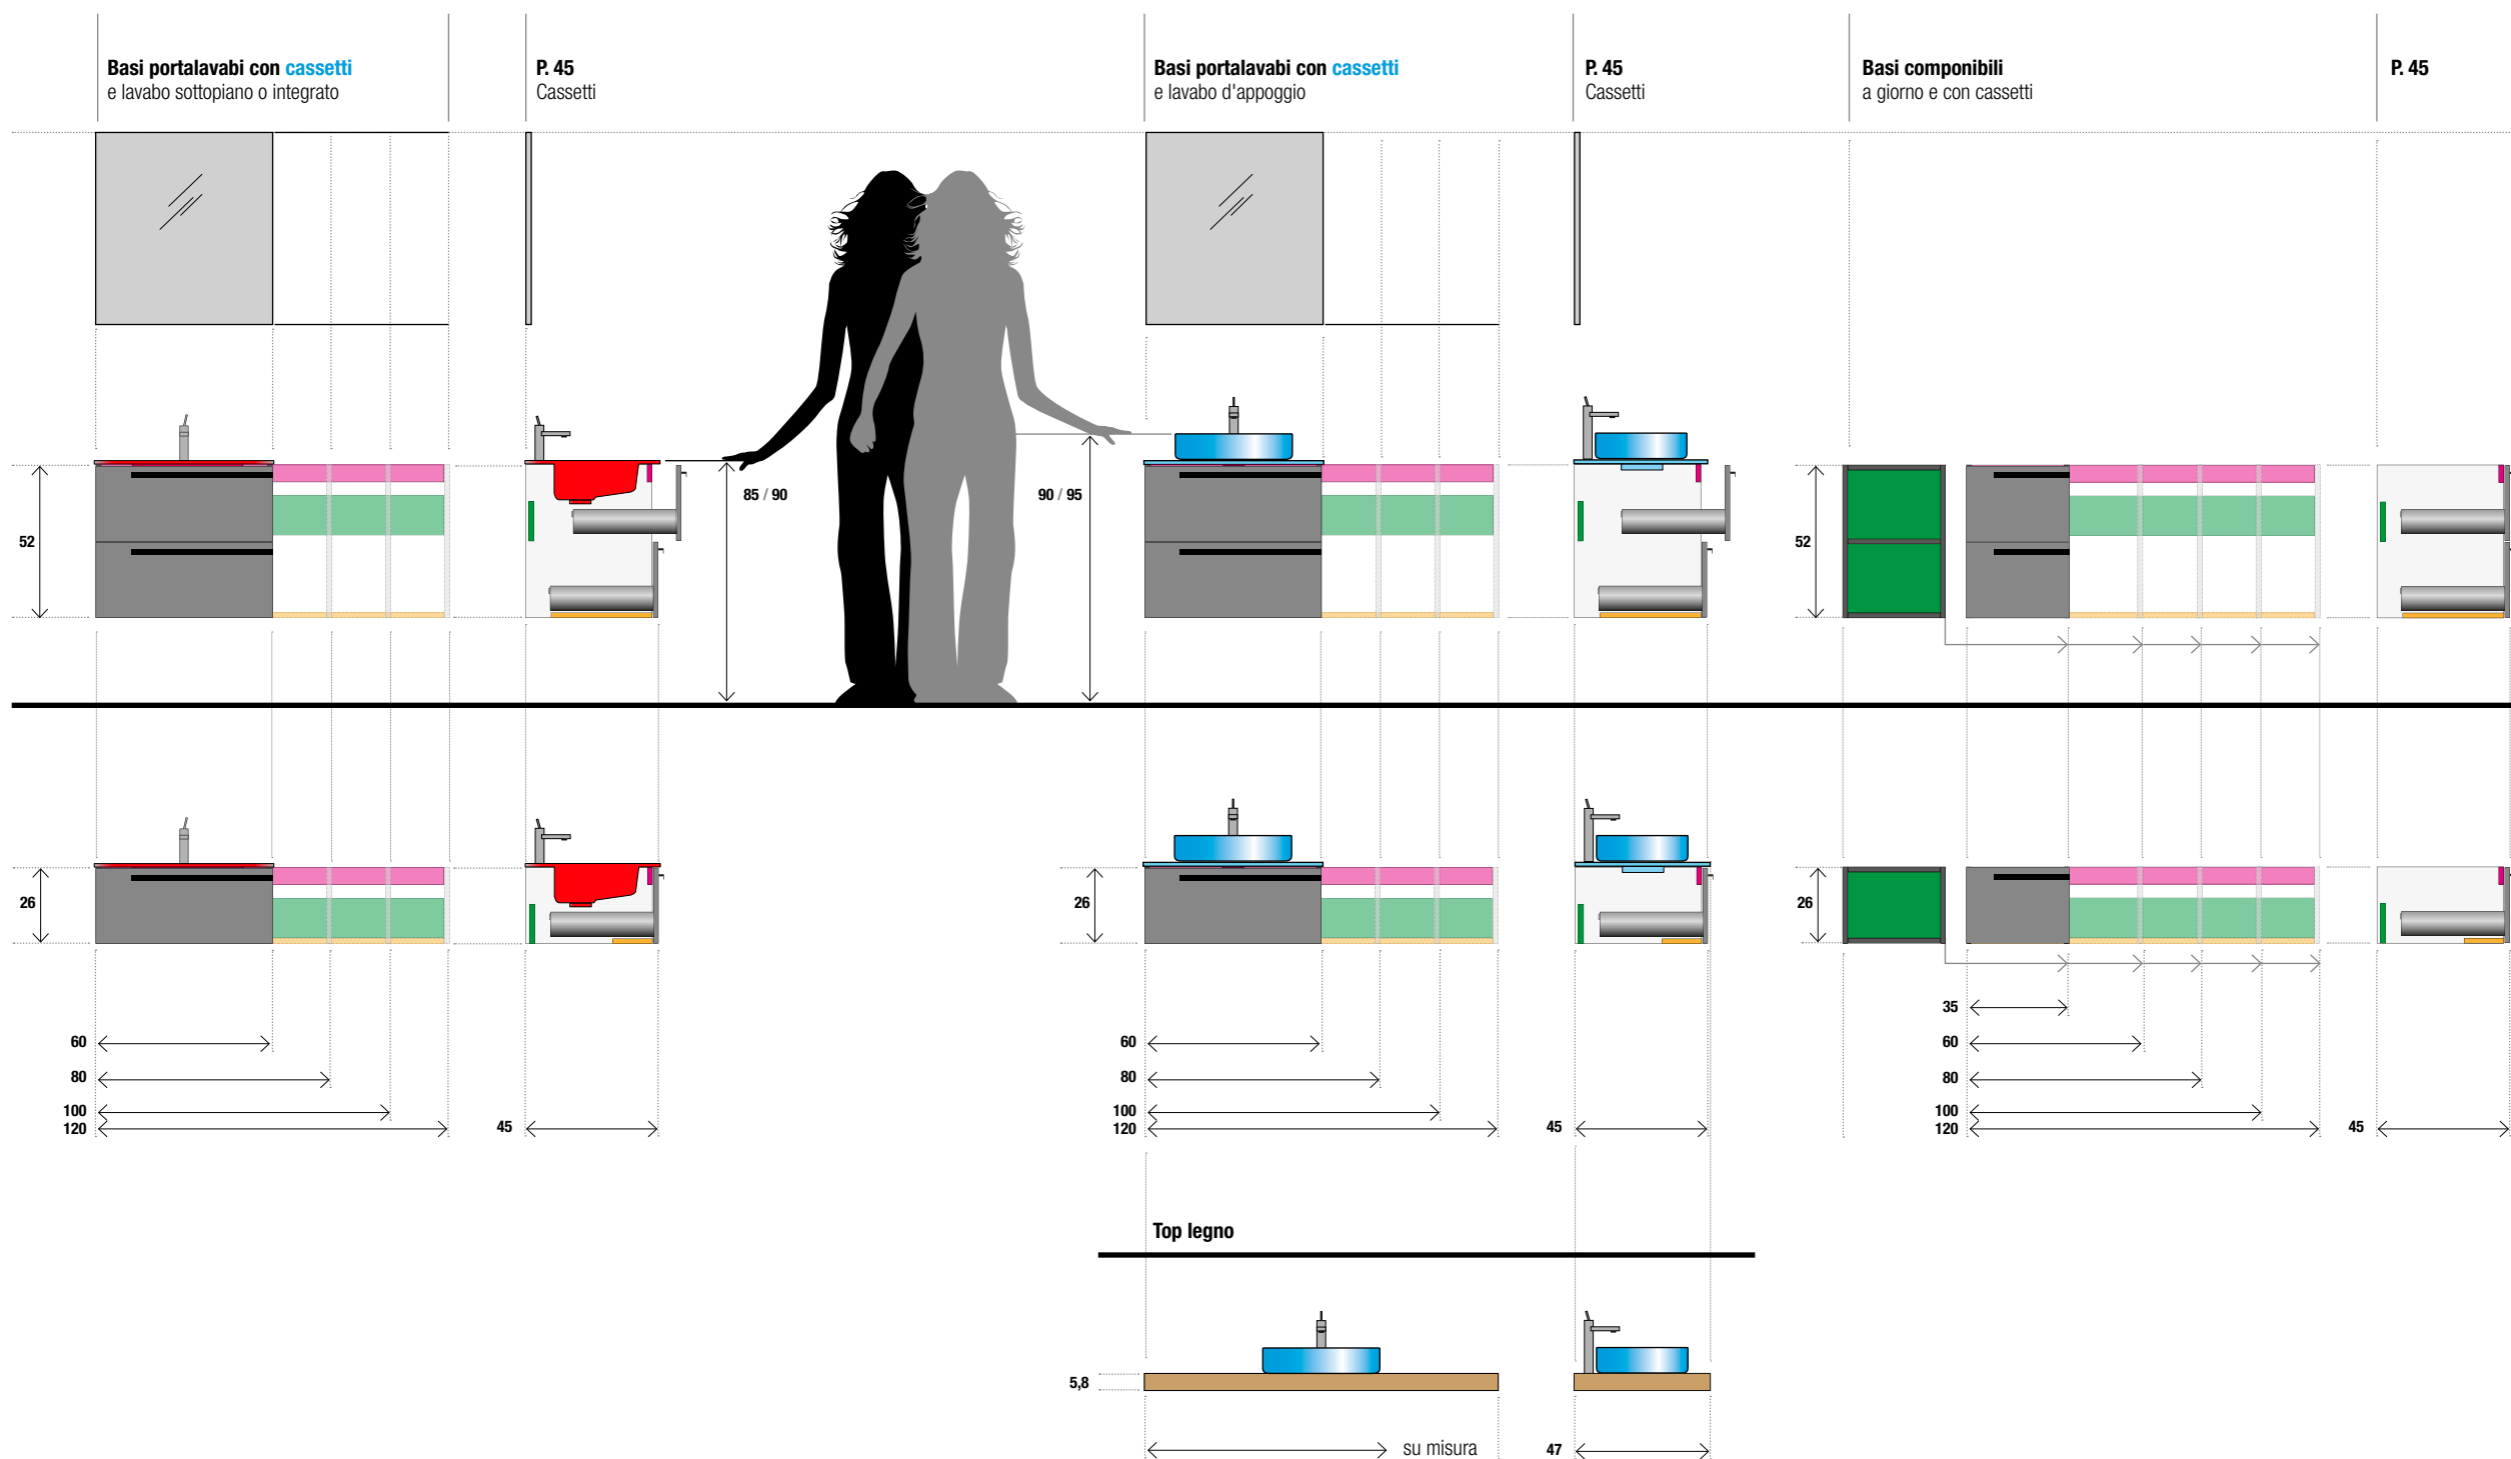 Basi portalavabi con cassetti
e lavabo sottopiano o integrato
P. 45
Cassetti
Basi portalavabi con cassetti
e lavabo d'appoggio
P. 45
Cassetti
Basi componibili
a giorno e con cassetti
P. 45
85 / 90
90 / 95
52
52
26
26
26
35
60
60
60
80
80
80
100
100
100
120
45
120
45
120
45
Top legno
5,8
su misura
47